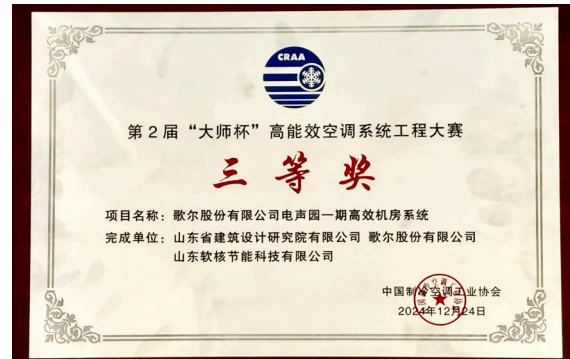 CRAA
第2届“大师杯”高能效空调系统工程大赛
三等奖
项目名称：歌尔股份有限公司电声园一期高效机房系统
完成单位：山东省建筑设计研究院有限公司 歌尔股份有限公司
山东软核节能科技有限公司
中国制冷空调工业协会
2024年12月24日